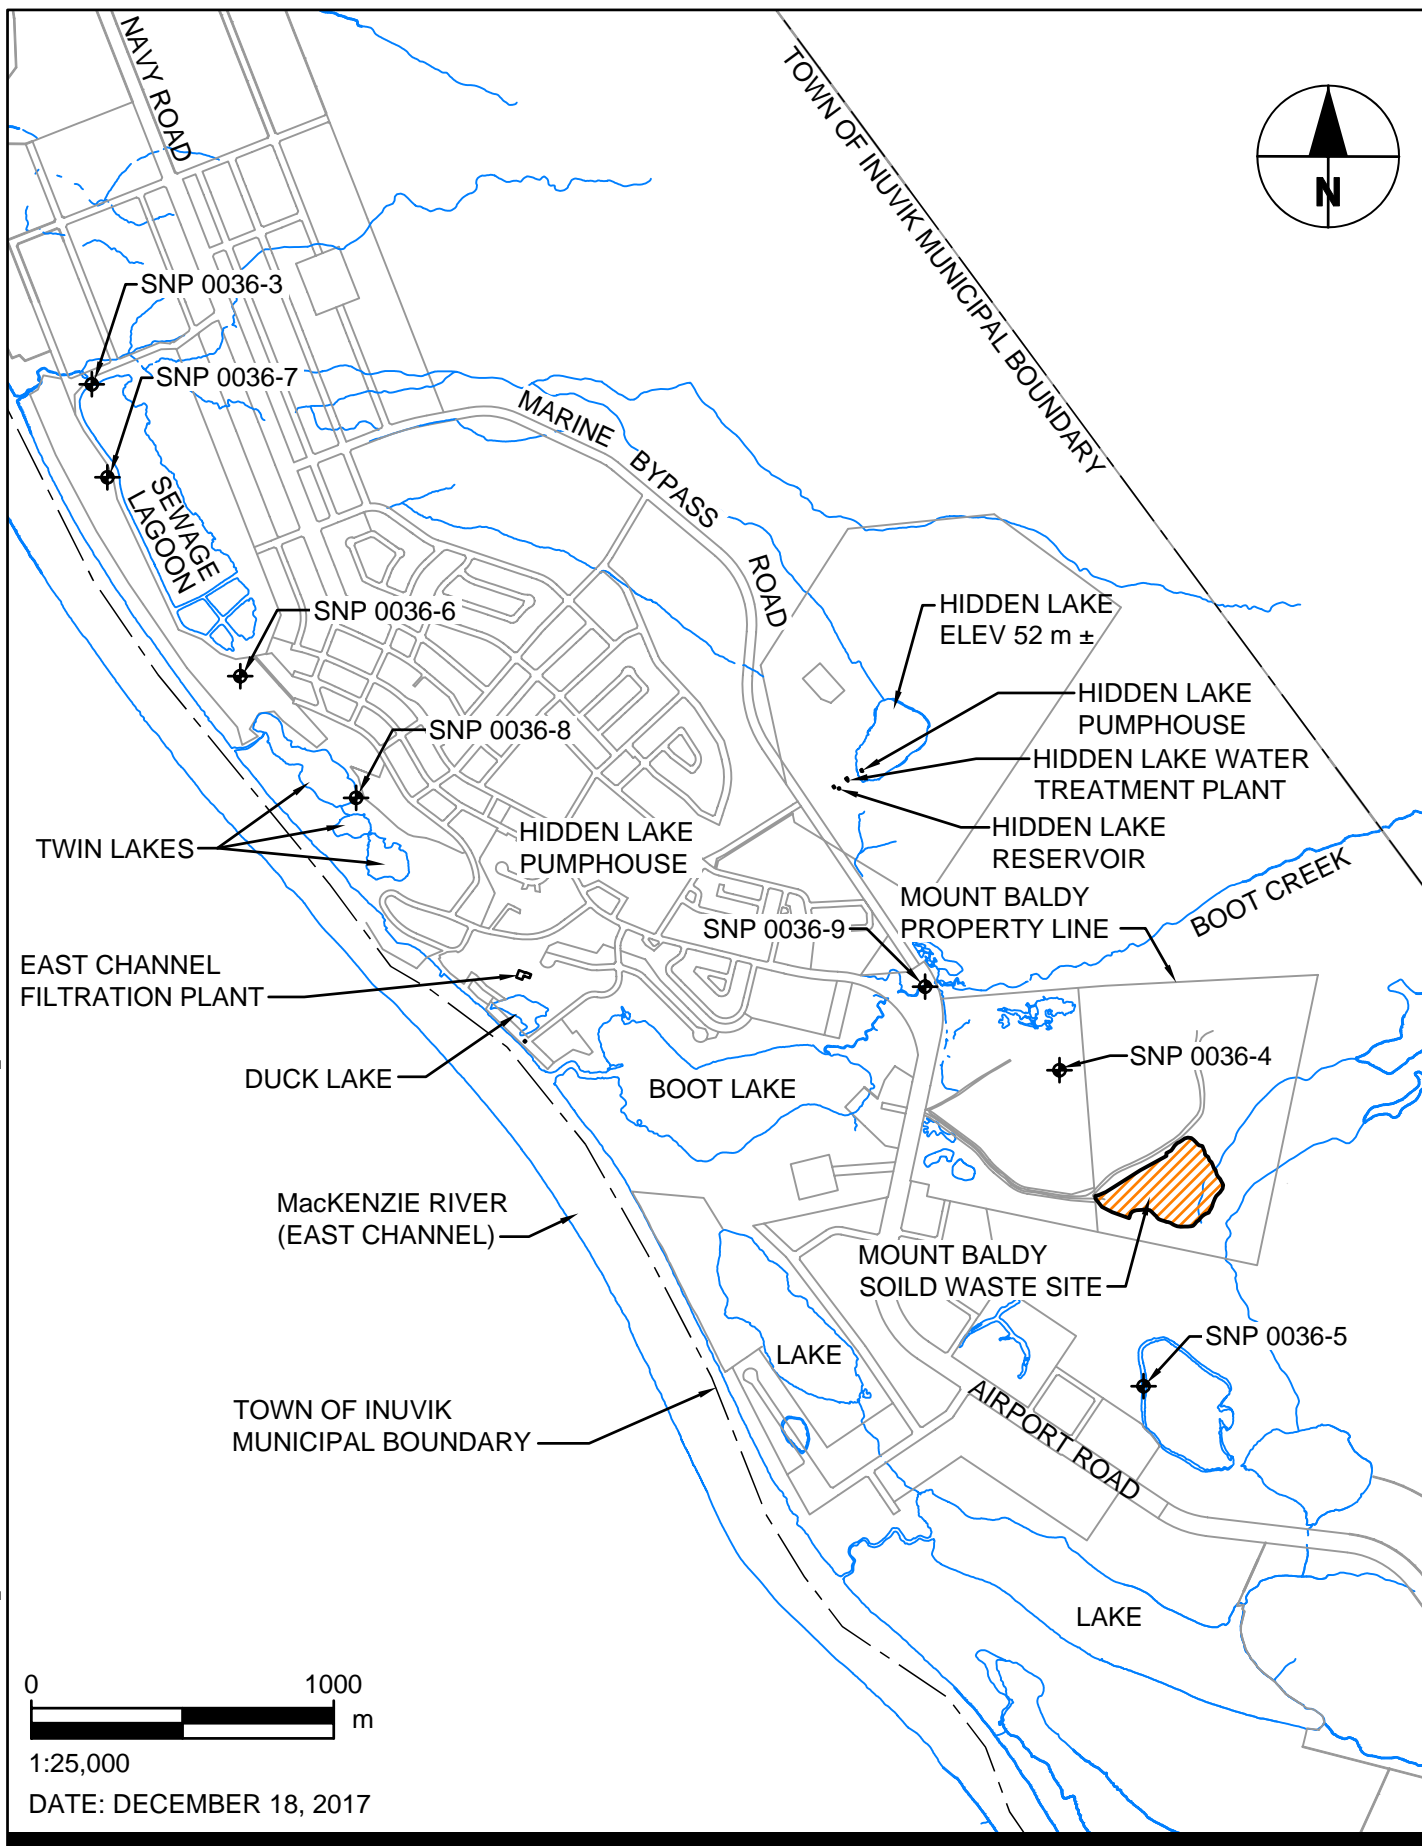 NAVY ROAD
TOWN OF INUVIK MUNICIPAL BOUNDARY
N
SNP 0036-3
SNP 0036-7
MARINE BYPASS ROAD
SEWAGE
LAGOON
SNP 0036-6
HIDDEN LAKE
ELEV 52 m ±
HIDDEN LAKE
PUMPHOUSE
SNP 0036-8
HIDDEN LAKE WATER
TREATMENT PLANT
HIDDEN LAKE
PUMPHOUSE
HIDDEN LAKE
RESERVOIR
TWIN LAKES
MOUNT BALDY
PROPERTY LINE
BOOT CREEK
SNP 0036-9
EAST CHANNEL
FILTRATION PLANT
SNP 0036-4
DUCK LAKE
BOOT LAKE
MacKENZIE RIVER
(EAST CHANNEL)
MOUNT BALDY
SOILD WASTE SITE
SNP 0036-5
LAKE
AIRPORT ROAD
TOWN OF INUVIK
MUNICIPAL BOUNDARY
LAKE
0 1000
m
1:25,000
DATE: DECEMBER 18, 2017